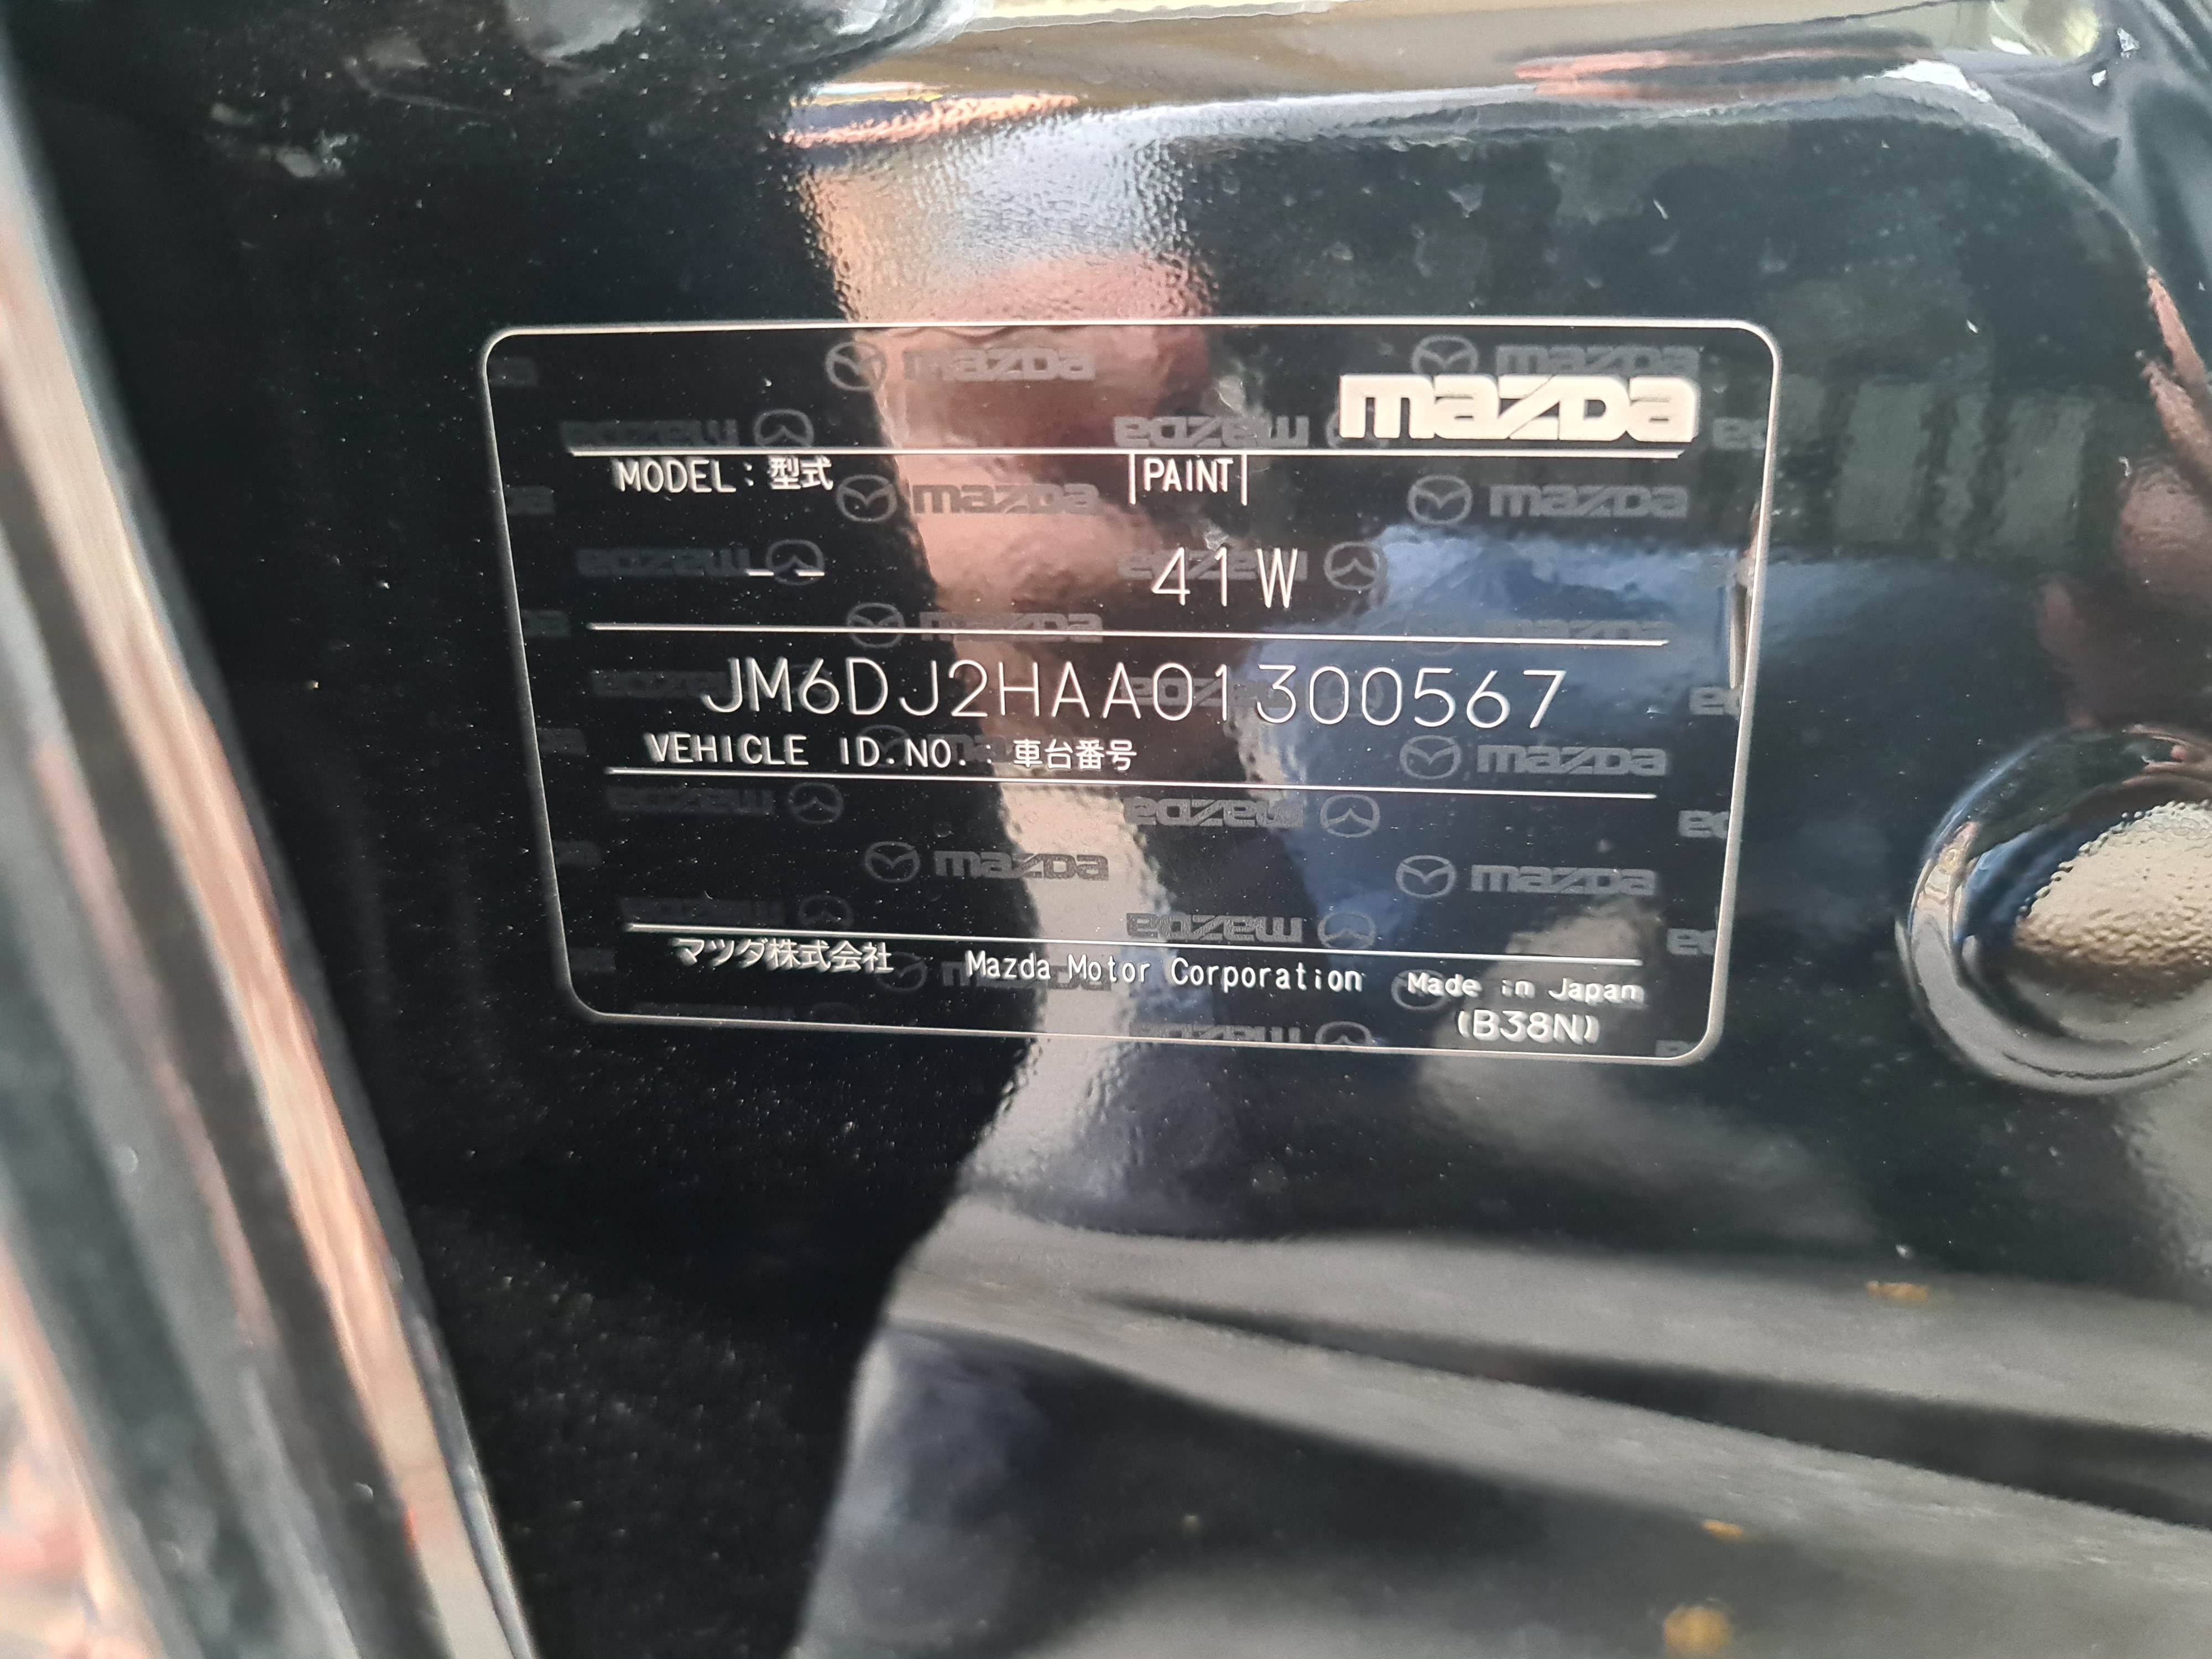 mazda
MODEL：型式 |PAINT|
-- 41W
JM6DJ2HAA01300567
VEHICLE ID.NO.：車台番号
マツダ株式会社 Mazda Motor Corporation Made in Japan
(B38N)